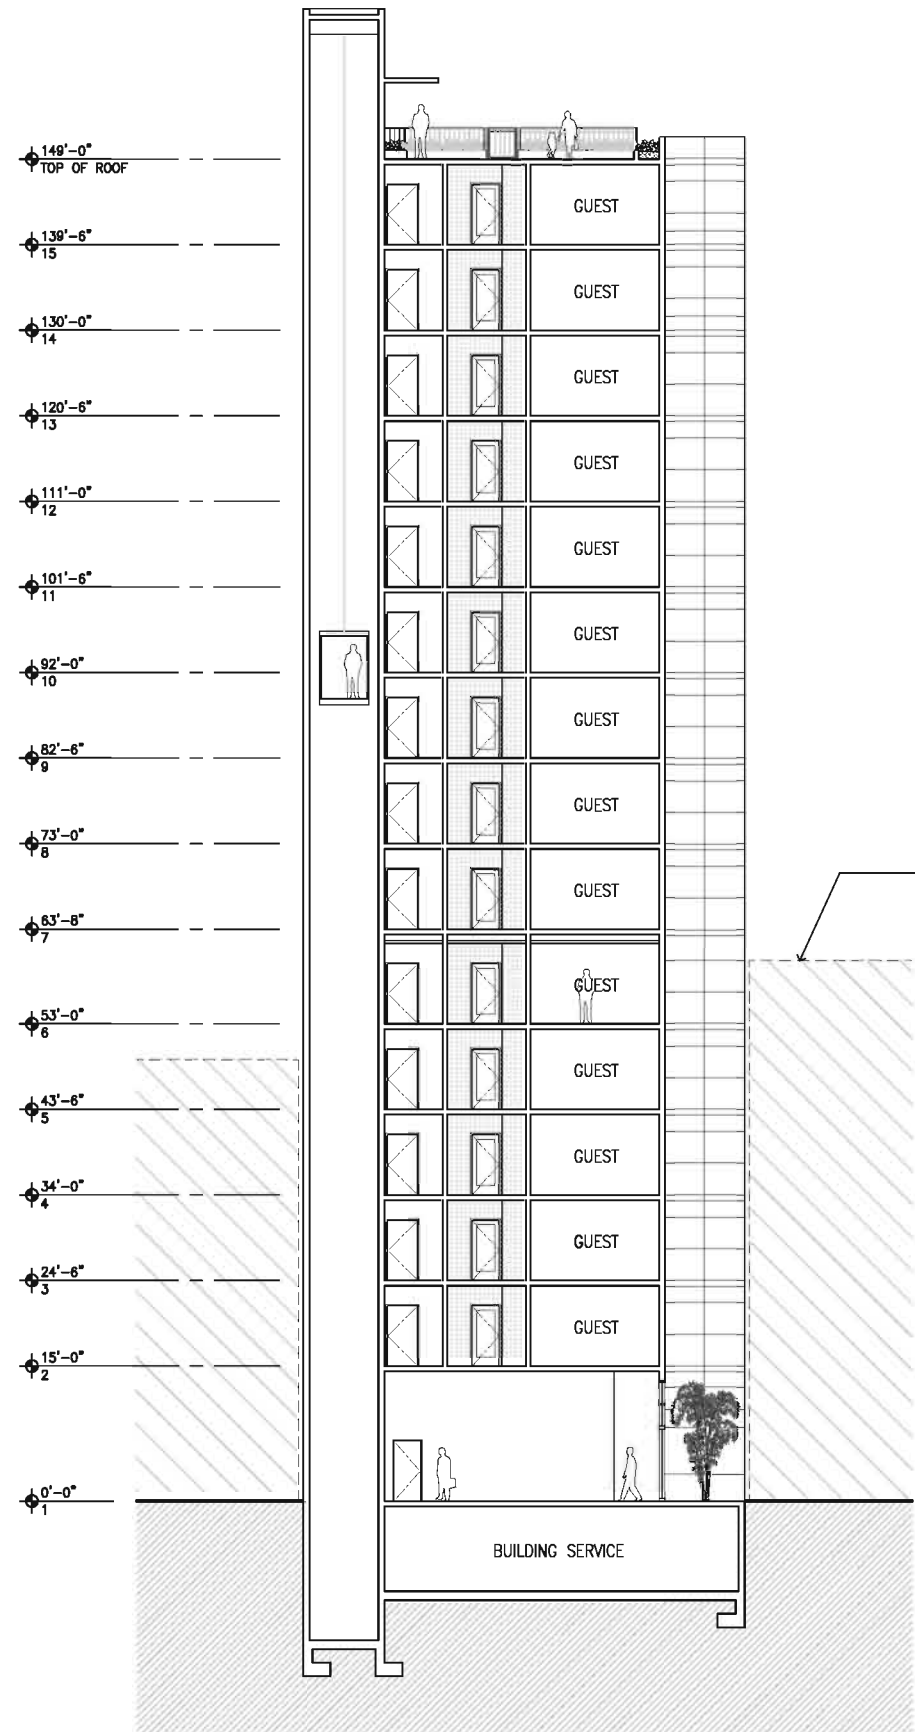 149'-0"
TOP OF ROOF
GUEST
139'-6"
15
GUEST
130'-0"
14
GUEST
120'-6"
13
GUEST
111'-0"
12
GUEST
101'-6"
11
GUEST
92'-0"
10
GUEST
82'-6"
9
GUEST
73'-0"
8
GUEST
63'-8"
7
GUEST
53'-0"
6
GUEST
43'-6"
5
GUEST
34'-0"
4
GUEST
24'-6"
3
GUEST
15'-0"
2
0'-0"
1
BUILDING SERVICE